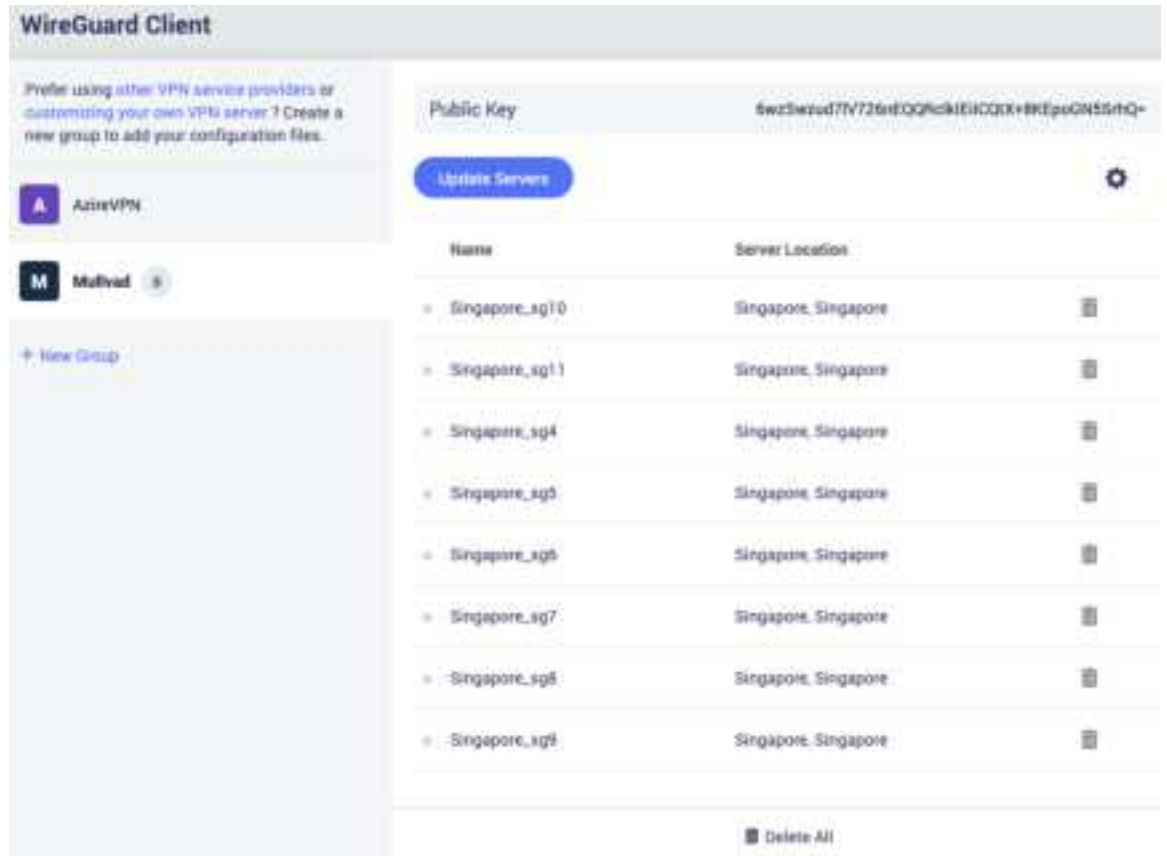 WireGuard Client
Prefer using other VPN service providers or
customizing your own VPN server ? Create a
new group to add your configuration files.
A AzireVPN
M Mullvad
+ New Group
Public Key
Update Servers
Name Server Location
Singapore_sg10 Singapore, Singapore
Singapore_sg11 Singapore, Singapore
Singapore_sg4 Singapore, Singapore
Singapore_sg5 Singapore, Singapore
Singapore_sg6 Singapore, Singapore
Singapore_sg7 Singapore, Singapore
Singapore_sg8 Singapore, Singapore
Singapore_sg9 Singapore, Singapore
Delete All